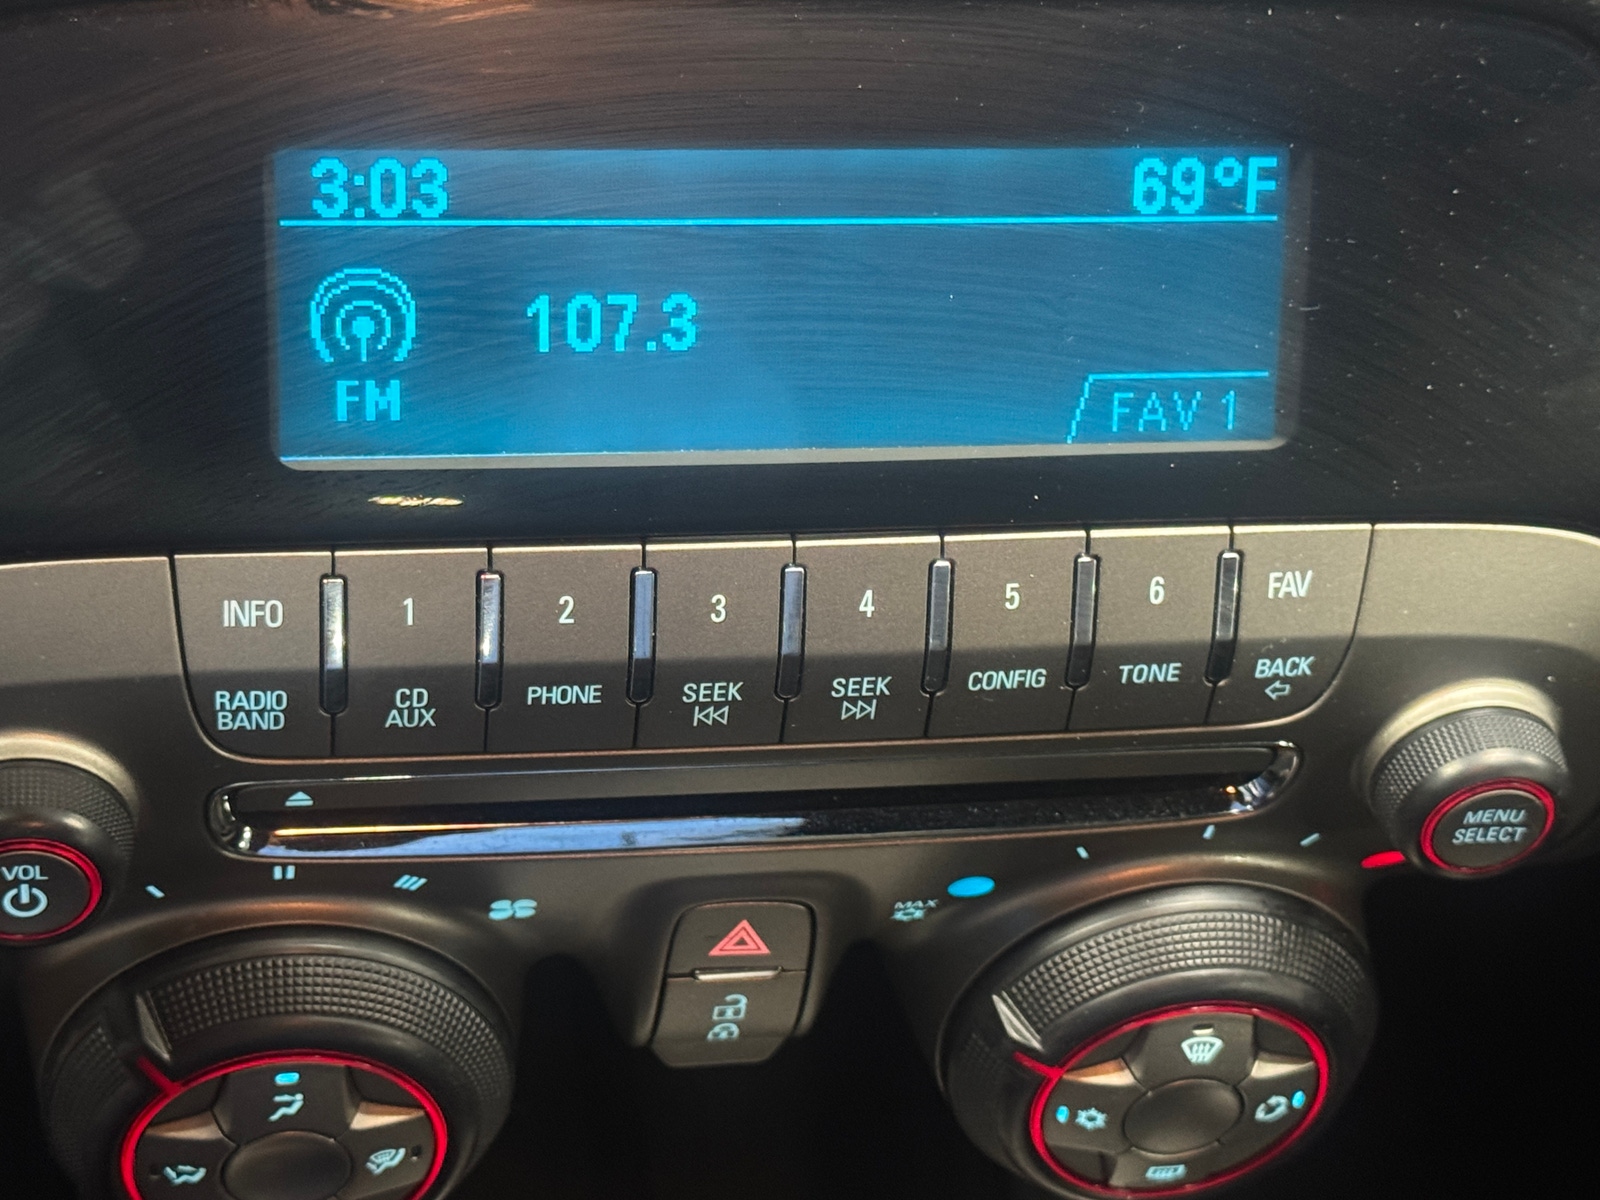 3:03 69°F
107.3
FM
FAV 1
INFO 1 2 3 4 5 6 FAV
RADIO BAND
CD AUX
PHONE
SEEK
SEEK
CONFIG
TONE
BACK
VOL
MENU SELECT
MAX